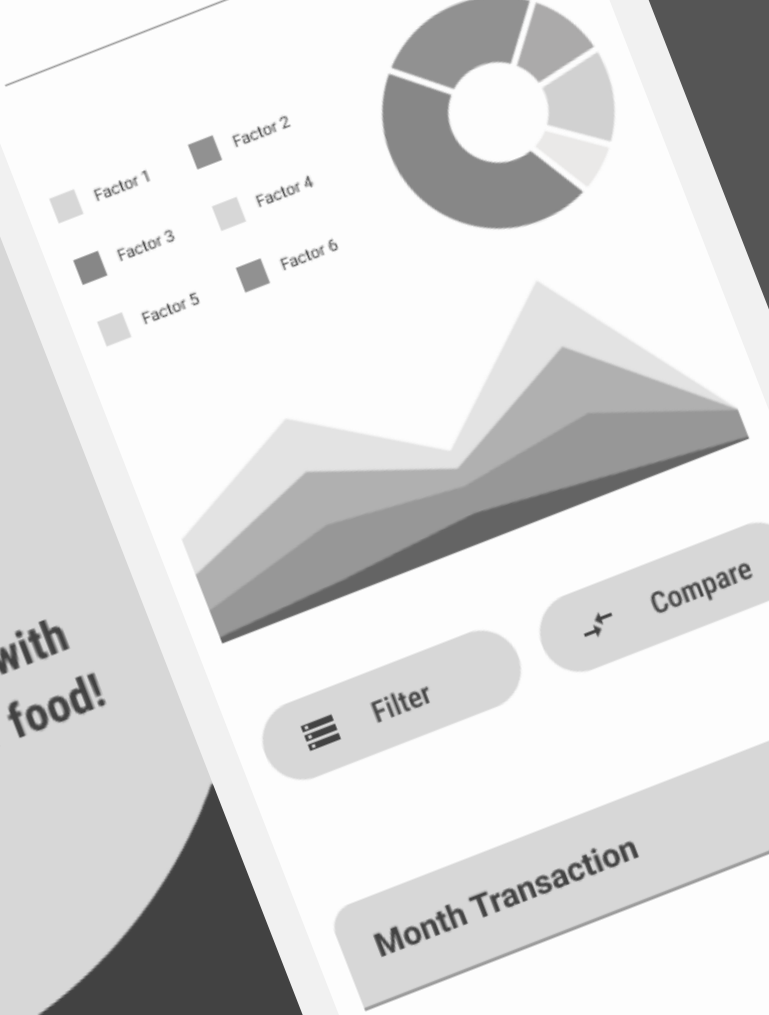 Factor 1
Factor 2
Factor 3
Factor 4
Factor 5
Factor 6
with
food!
Filter
Compare
Month Transaction